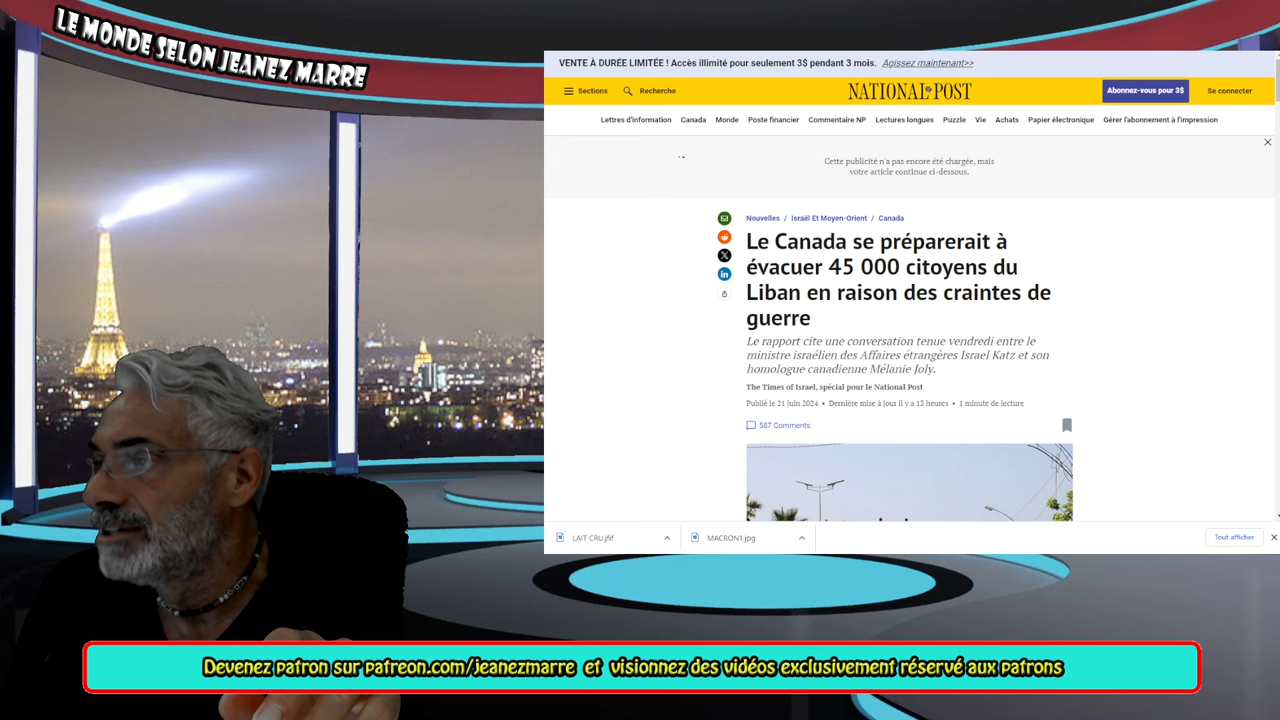 LE MONDE SELON JEANEZ MARRE
VENTE À DURÉE LIMITÉE ! Accès illimité pour seulement 3$ pendant 3 mois. Agissez maintenant>>
Sections Recherche NATIONAL POST Abonnez-vous pour 3$ Se connecter
Lettres d'information Canada Monde Poste financier Commentaire NP Lectures longues Puzzle Vie Achats Papier électronique Gérer l'abonnement à l'impression
Cette publicité n'a pas encore été chargée, mais
votre article continue ci-dessous.
Nouvelles / Israël Et Moyen-Orient / Canada
Le Canada se préparerait à
évacuer 45 000 citoyens du
Liban en raison des craintes de
guerre
Le rapport cite une conversation tenue vendredi entre le
ministre israélien des Affaires étrangères Israel Katz et son
homologue canadienne Mélanie Joly.
The Times of Israel, spécial pour le National Post
Publié le 21 juin 2024 • Dernière mise à jour il y a 13 heures • 1 minute de lecture
587 Comments
LAIT CRU.jfif MACRON1.jpg Tout afficher
Devenez patron sur patreon.com/jeanezmarre et visionnez des vidéos exclusivement réservé aux patrons